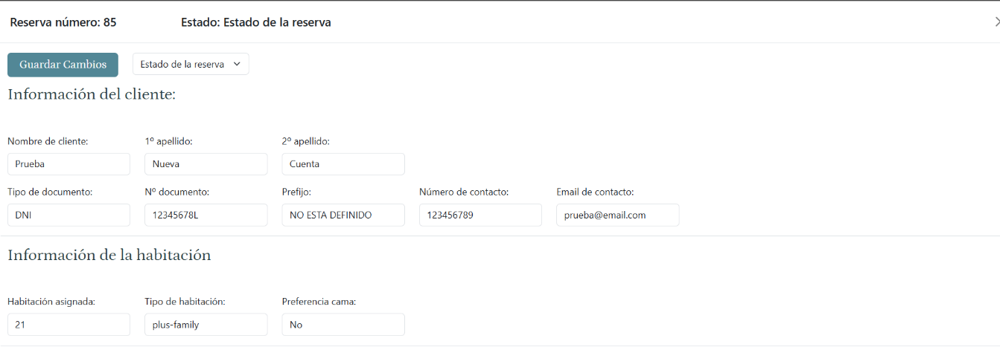 Reserva número: 85 Estado: Estado de la reserva
Guardar Cambios Estado de la reserva
Información del cliente:
Nombre de cliente: 1º apellido: 2º apellido:
Prueba Nueva Cuenta
Tipo de documento: Nº documento: Prefijo: Número de contacto: Email de contacto:
DNI 12345678L NO ESTA DEFINIDO 123456789 prueba@email.com
Información de la habitación
Habitación asignada: Tipo de habitación: Preferencia cama:
21 plus-family No